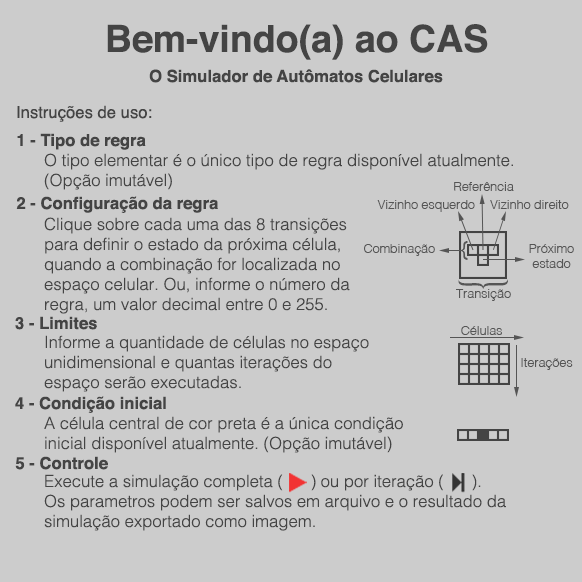 Bem-vindo(a) ao CAS
O Simulador de Autômatos Celulares
Instruções de uso:
1 - Tipo de regra
O tipo elementar é o único tipo de regra disponível atualmente.
(Opção imutável)
2 - Configuração da regra
Clique sobre cada uma das 8 transições
para definir o estado da próxima célula,
quando a combinação for localizada no
espaço celular. Ou, informe o número da
regra, um valor decimal entre 0 e 255.
Referência
Vizinho esquerdo
Vizinho direito
Combinação
Próximo
estado
Transição
3 - Limites
Informe a quantidade de células no espaço
unidimensional e quantas iterações do
espaço serão executadas.
Células
Iterações
4 - Condição inicial
A célula central de cor preta é a única condição
inicial disponível atualmente. (Opção imutável)
5 - Controle
Execute a simulação completa ( ) ou por iteração ( ).
Os parametros podem ser salvos em arquivo e o resultado da
simulação exportado como imagem.